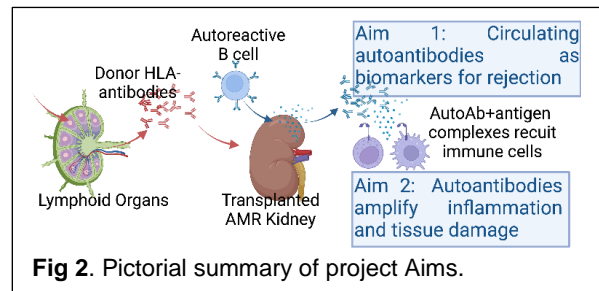 Autoreactive
B cell
Donor HLA-
antibodies
Lymphoid Organs
Transplanted
AMR Kidney
Aim 1: Circulating
autoantibodies as
biomarkers for rejection
AutoAb+antigen
complexes recuit
immune cells
Aim 2: Autoantibodies
amplify inflammation
and tissue damage
Fig 2. Pictorial summary of project Aims.